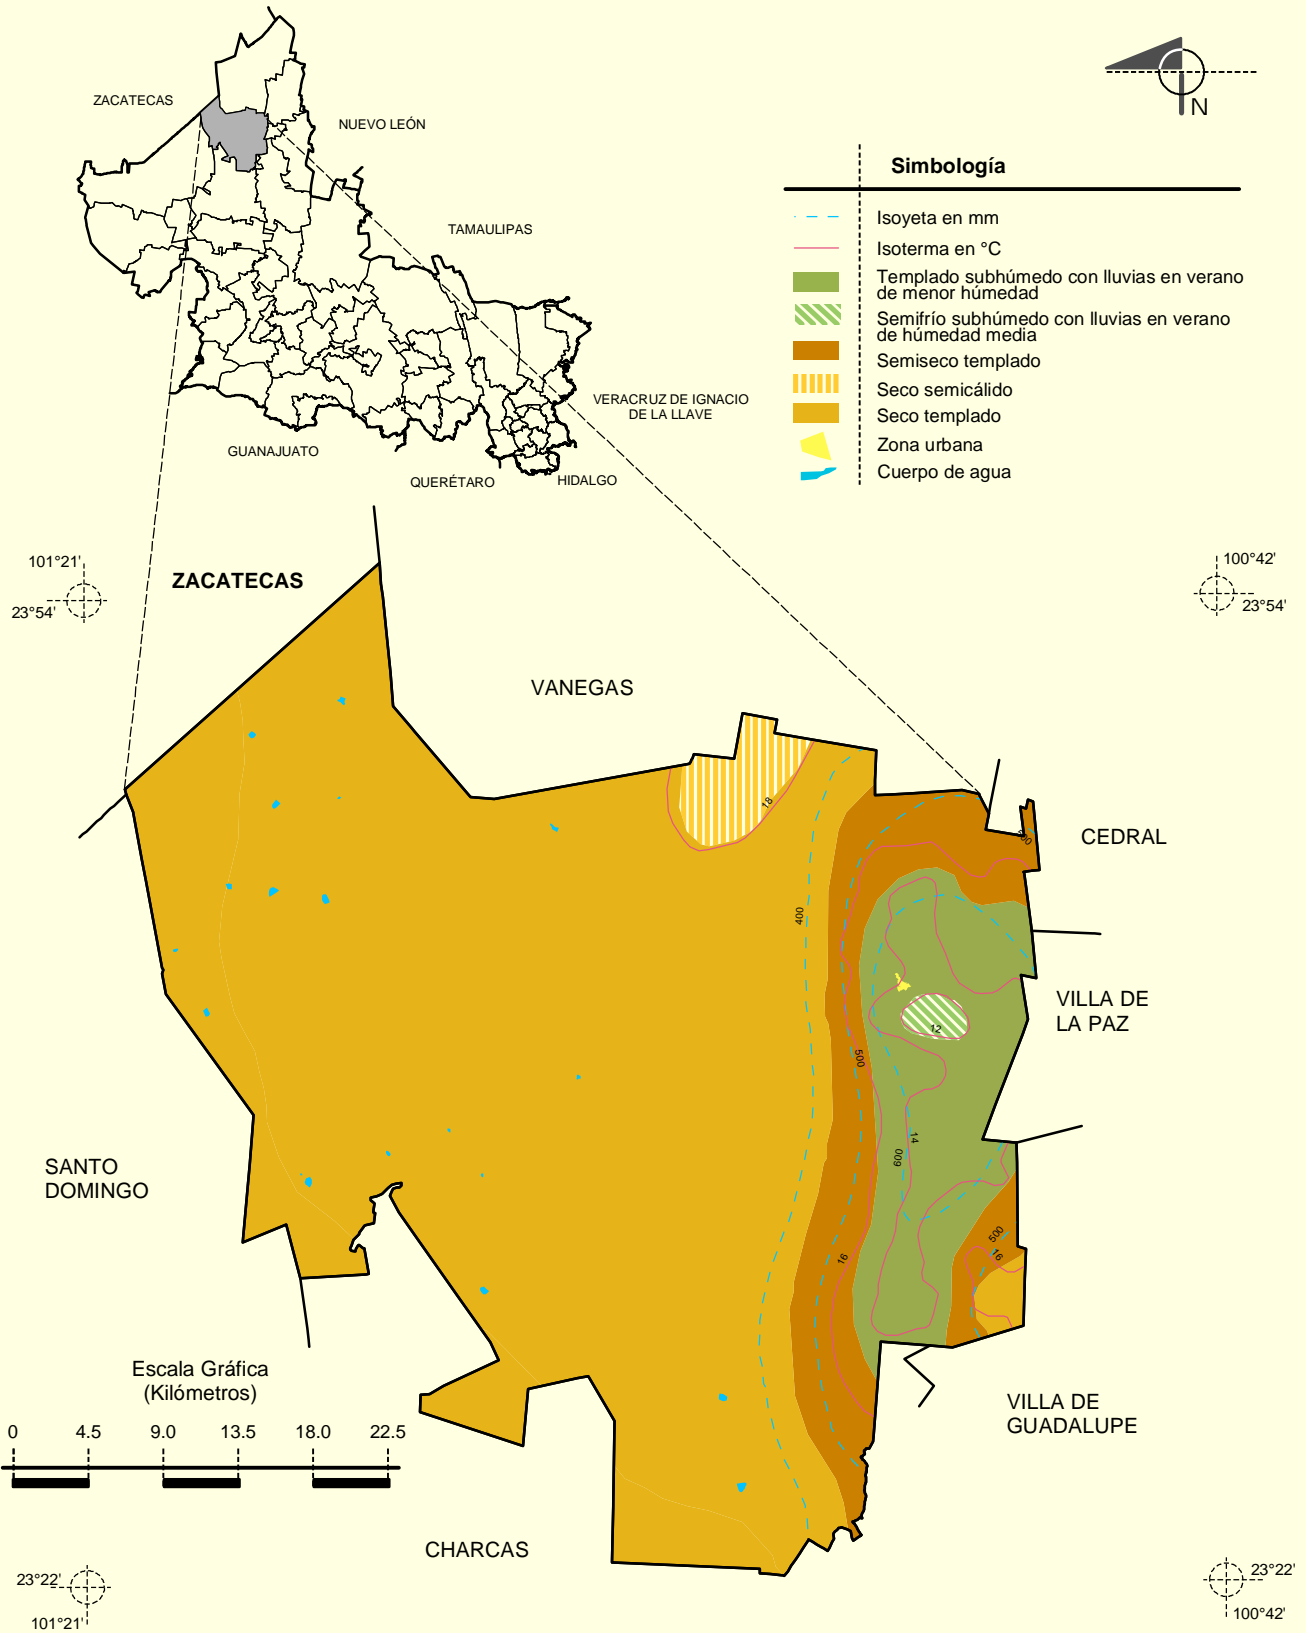 ZACATECAS
NUEVO LEÓN
TAMAULIPAS
VERACRUZ DE IGNACIO
DE LA LLAVE
GUANAJUATO
QUERÉTARO
HIDALGO
N
Simbología
Isoyeta en mm
Isoterma en °C
Templado subhúmedo con lluvias en verano
de menor húmedad
Semifrío subhúmedo con lluvias en verano
de húmedad media
Semiseco templado
Seco semicálido
Seco templado
Zona urbana
Cuerpo de agua
101°21'
23°54'
100°42'
23°54'
ZACATECAS
VANEGAS
CEDRAL
VILLA DE
LA PAZ
SANTO
DOMINGO
VILLA DE
GUADALUPE
CHARCAS
18
400
12
500
14
600
16
500
16
Escala Gráfica
(Kilómetros)
0 4.5 9.0 13.5 18.0 22.5
23°22'
101°21'
23°22'
100°42'